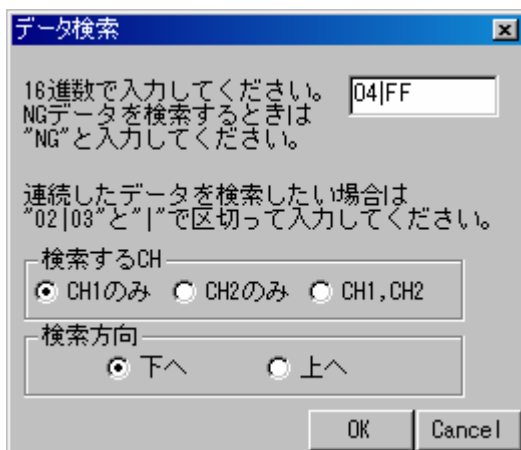 データ検索
16進数で入力してください。
04|FF
NGデータを検索するときは
"NG"と入力してください。
連続したデータを検索したい場合は
"02|03"と"|"で区切って入力してください。
検索するCH
CH1のみ CH2のみ CH1,CH2
検索方向
下へ 上へ
OK Cancel